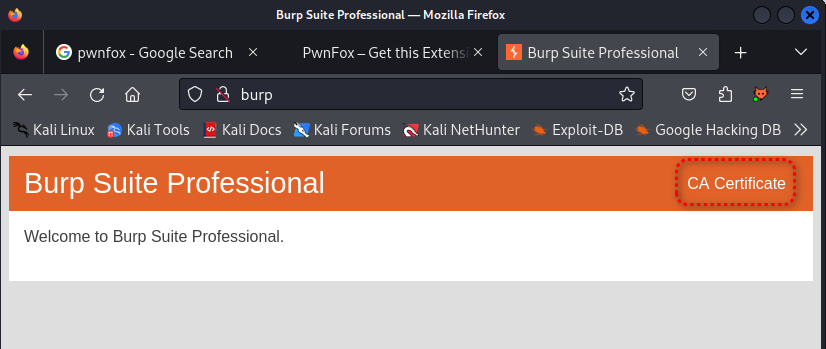 Burp Suite Professional — Mozilla Firefox
pwnfox - Google Search
PwnFox – Get this Extensi
Burp Suite Professional
burp
Kali Linux
Kali Tools
Kali Docs
Kali Forums
Kali NetHunter
Exploit-DB
Google Hacking DB
Burp Suite Professional
CA Certificate
Welcome to Burp Suite Professional.